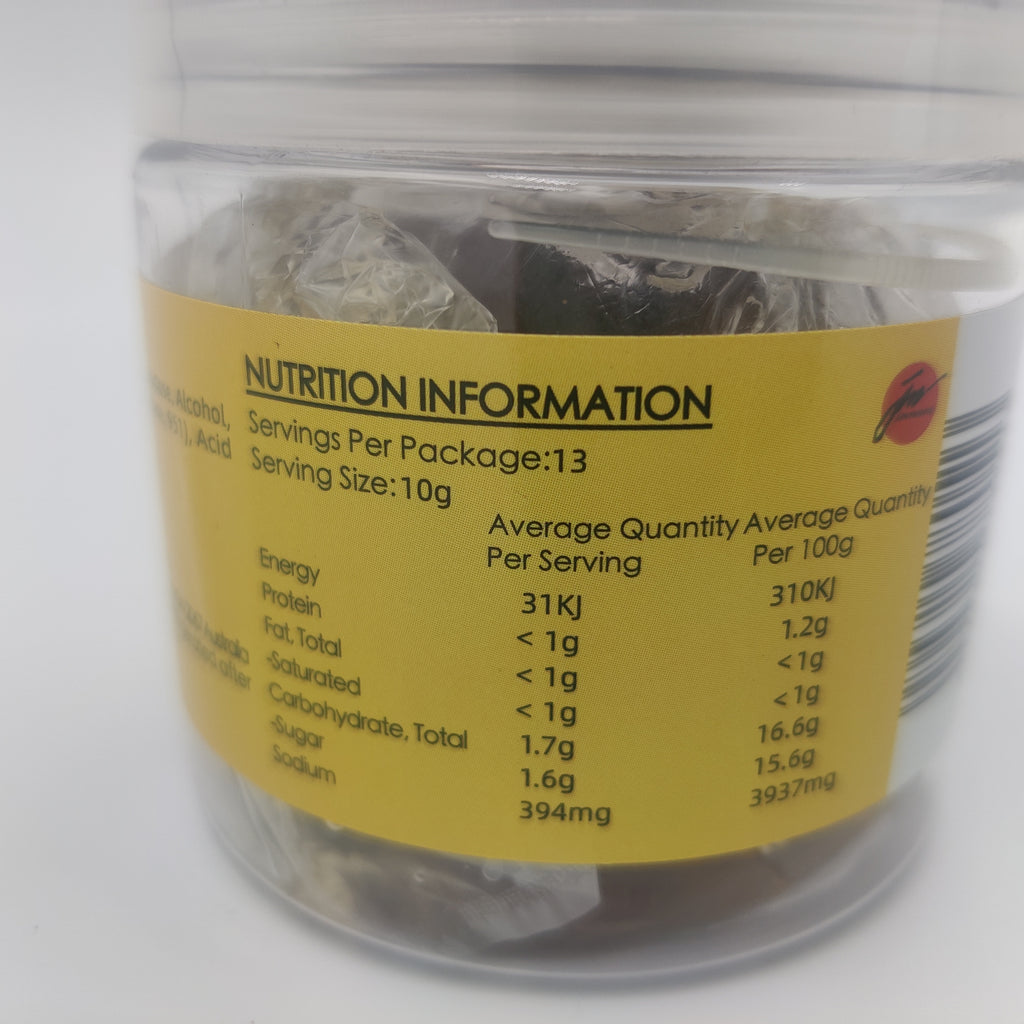 Alcohol,
951), Acid
Australia
after
NUTRITION INFORMATION
Servings Per Package:13
Serving Size:10g
Average Quantity Per Serving Average Quantity Per 100g
Energy 31KJ 310KJ
Protein < 1g 1.2g
Fat, Total < 1g <1g
-Saturated < 1g <1g
Carbohydrate, Total 1.7g 16.6g
-Sugar 1.6g 15.6g
Sodium 394mg 3937mg